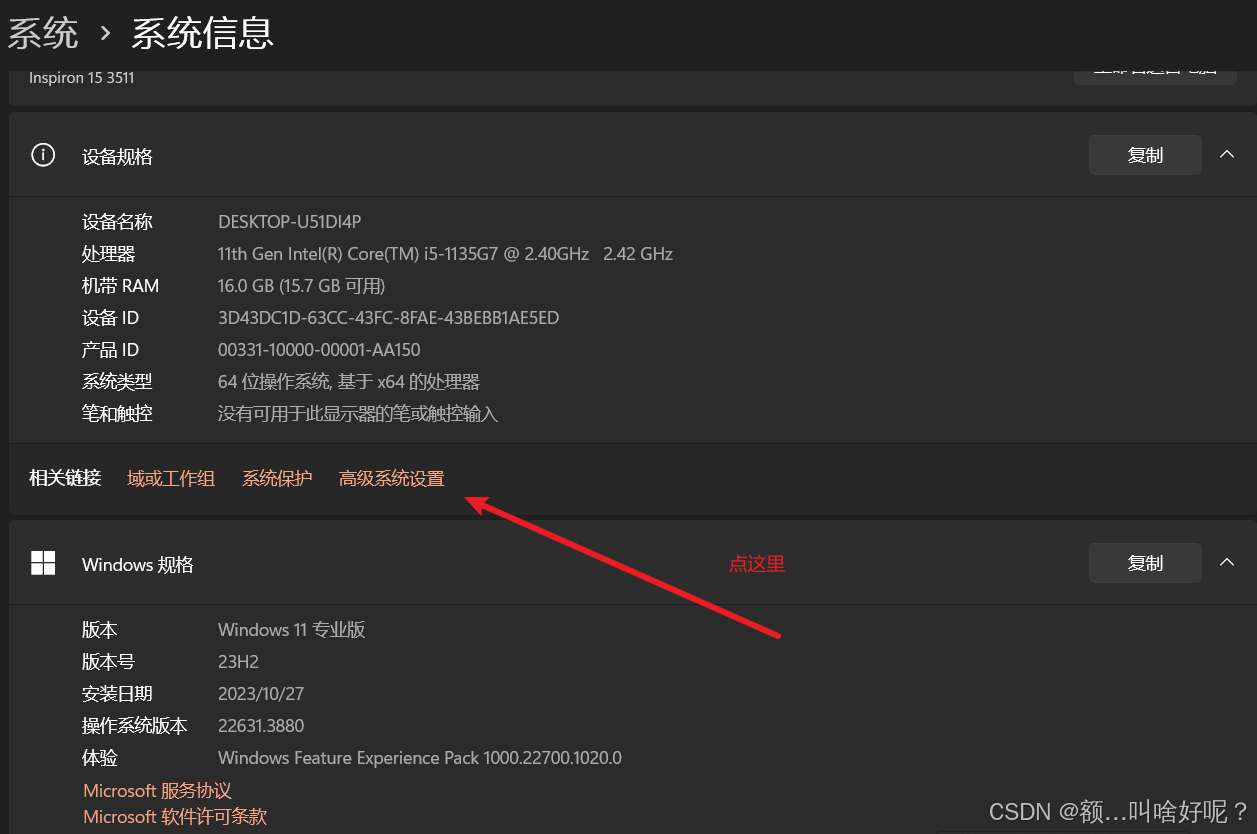 系统 › 系统信息
Inspiron 15 3511
设备规格 复制
设备名称 DESKTOP-U51DI4P
处理器 11th Gen Intel(R) Core(TM) i5-1135G7 @ 2.40GHz 2.42 GHz
机带 RAM 16.0 GB (15.7 GB 可用)
设备 ID 3D43DC1D-63CC-43FC-8FAE-43BEBB1AE5ED
产品 ID 00331-10000-00001-AA150
系统类型 64 位操作系统, 基于 x64 的处理器
笔和触控 没有可用于此显示器的笔或触控输入
相关链接 域或工作组 系统保护 高级系统设置
点这里
Windows 规格 复制
版本 Windows 11 专业版
版本号 23H2
安装日期 2023/10/27
操作系统版本 22631.3880
体验 Windows Feature Experience Pack 1000.22700.1020.0
Microsoft 服务协议
Microsoft 软件许可条款
CSDN @额…叫啥好呢？